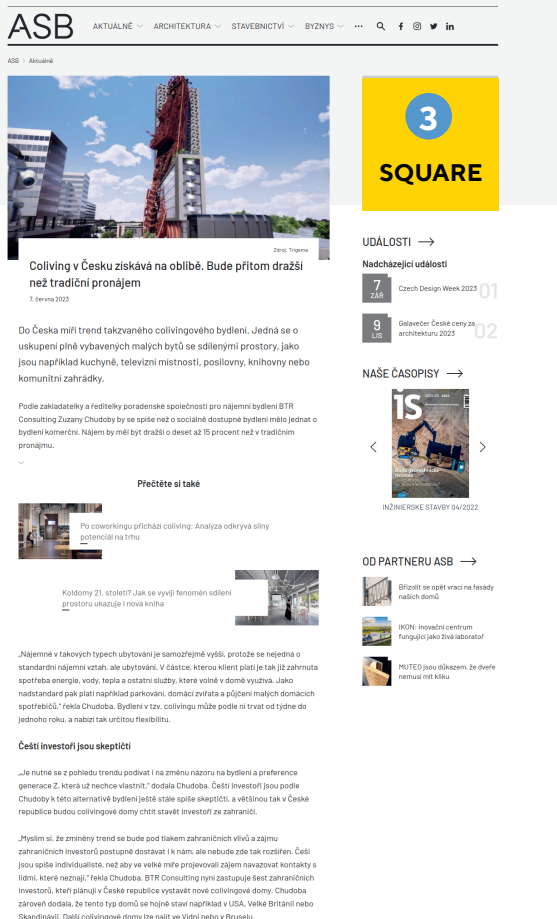 ASB
AKTUÁLNĚ
ARCHITEKTURA
STAVEBNICTVÍ
BYZNYS
ASB > Aktuálně
Zdroj: Trigema
Coliving v Česku získává na oblibě. Bude přitom dražší
než tradiční pronájem
7. června 2023
Do Česka míří trend takzvaného colivingového bydlení. Jedná se o
uskupení plně vybavených malých bytů se sdílenými prostory, jako
jsou například kuchyně, televizní místnosti, posilovny, knihovny nebo
komunitní zahrádky.
Podle zakladatelky a ředitelky poradenské společnosti pro nájemní bydlení BTR
Consulting Zuzany Chudoby by se spíše než o sociálně dostupné bydlení mělo jednat o
bydlení komerční. Nájem by měl být dražší o deset až 15 procent než v tradičním
pronájmu.
Přečtěte si také
Po coworkingu přichází coliving: Analýza odkrývá silný
potenciál na trhu
Koldomy 21. století? Jak se vyvíjí fenomén sdílení
prostoru ukazuje i nová kniha
„Nájemné v takových typech ubytování je samozřejmě vyšší, protože se nejedná o
standardní nájemní vztah, ale ubytování. V částce, kterou klient platí je tak již zahrnuta
spotřeba energie, vody, tepla a ostatní služby, které volně v domě využívá. Jako
nadstandard pak platí například parkování, domácí zvířata a půjčení malých domácích
spotřebičů,“ řekla Chudoba. Bydlení v tzv. colivingu může podle ní trvat od týdne do
jednoho roku, a nabízí tak určitou flexibilitu.
Čeští investoři jsou skeptičtí
„Je nutné se z pohledu trendu podívat i na změnu názoru na bydlení a preference
generace Z, která už nechce vlastnit,“ dodala Chudoba. Čeští investoři jsou podle
Chudoby k této alternativě bydlení ještě stále spíše skeptičtí, a většinou tak v České
republice budou colivingové domy chtít stavět investoři ze zahraničí.
„Myslím si, že zmíněný trend se bude pod tlakem zahraničních vlivů a zájmu
zahraničních investorů postupně dostávat i k nám, ale nebude zde tak rozšířen. Češi
jsou spíše individualisté, než aby ve velké míře projevovali zájem navazovat kontakty s
lidmi, které neznají,“ řekla Chudoba. BTR Consulting nyní zastupuje šest zahraničních
investorů, kteří plánují v České republice vystavět nové colivingové domy. Chudoba
zároveň dodala, že tento typ domů se hojně staví například v USA, Velké Británii nebo
Skandinávii. Další colivingové domy lze najít ve Vídni nebo v Bruselu.
3
SQUARE
UDÁLOSTI
Nadcházející události
7
ZÁŘ
Czech Design Week 2023
01
9
LIS
Galavečer České ceny za
architekturu 2023
02
NAŠE ČASOPISY
IS
INŽINIERSKE STAVBY 04/2022
OD PARTNERU ASB
Břizolit se opět vrací na fasády
našich domů
IKON: inovační centrum
fungující jako živá laboratoř
MUTEO jsou důkazem, že dveře
nemusí mít kliku